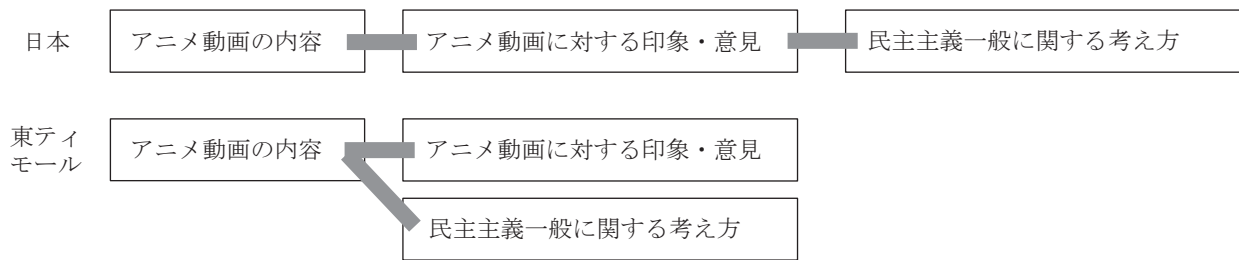 日本
アニメ動画の内容
アニメ動画に対する印象・意見
民主主義一般に関する考え方
東ティ
モール
アニメ動画の内容
アニメ動画に対する印象・意見
民主主義一般に関する考え方